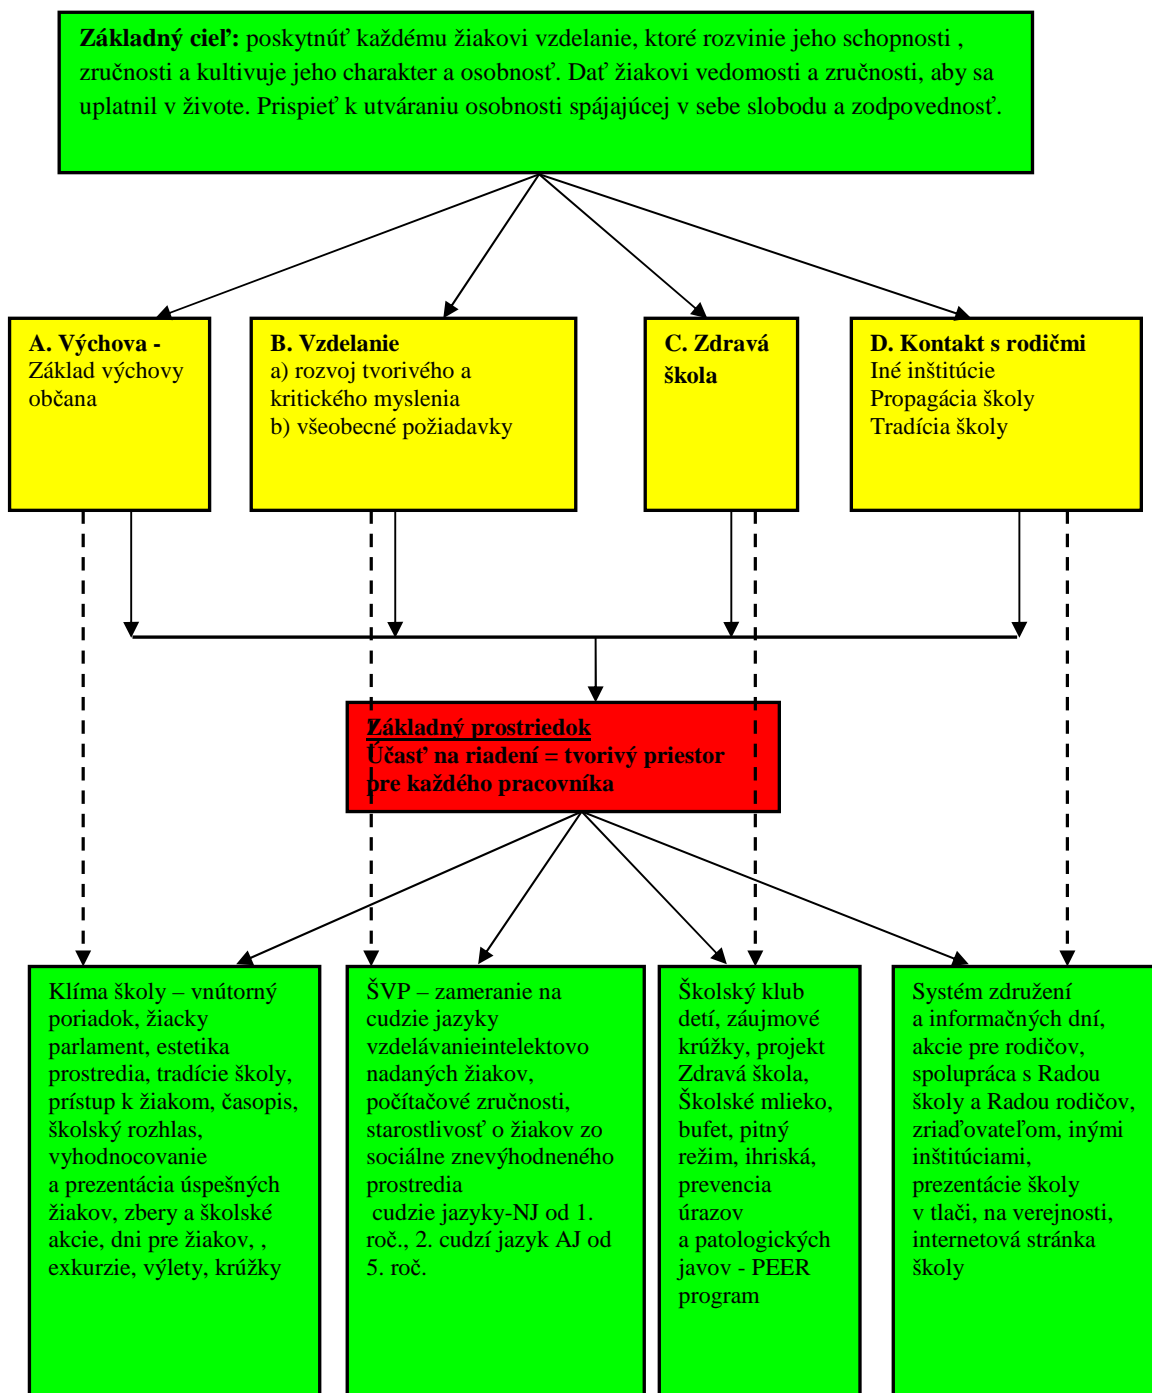 Základný cieľ: poskytnúť každému žiakovi vzdelanie, ktoré rozvinie jeho schopnosti ,
zručnosti a kultivuje jeho charakter a osobnosť. Dať žiakovi vedomosti a zručnosti, aby sa
uplatnil v živote. Prispieť k utváraniu osobnosti spájajúcej v sebe slobodu a zodpovednosť.
A. Výchova -
Základ výchovy
občana
B. Vzdelanie
a) rozvoj tvorivého a
kritického myslenia
b) všeobecné požiadavky
C. Zdravá
škola
D. Kontakt s rodičmi
Iné inštitúcie
Propagácia školy
Tradícia školy
Základný prostriedok
Účasť na riadení = tvorivý priestor
pre každého pracovníka
Klíma školy – vnútorný
poriadok, žiacky
parlament, estetika
prostredia, tradície školy,
prístup k žiakom, časopis,
školský rozhlas,
vyhodnocovanie
a prezentácia úspešných
žiakov, zbery a školské
akcie, dni pre žiakov, ,
exkurzie, výlety, krúžky
ŠVP – zameranie na
cudzie jazyky
vzdelávanieintelektovo
nadaných žiakov,
počítačové zručnosti,
starostlivosť o žiakov zo
sociálne znevýhodneného
prostredia
cudzie jazyky-NJ od 1.
roč., 2. cudzí jazyk AJ od
5. roč.
Školský klub
detí, záujmové
krúžky, projekt
Zdravá škola,
Školské mlieko,
bufet, pitný
režim, ihriská,
prevencia
úrazov
a patologických
javov - PEER
program
Systém združení
a informačných dní,
akcie pre rodičov,
spolupráca s Radou
školy a Radou rodičov,
zriaďovateľom, inými
inštitúciami,
prezentácie školy
v tlači, na verejnosti,
internetová stránka
školy